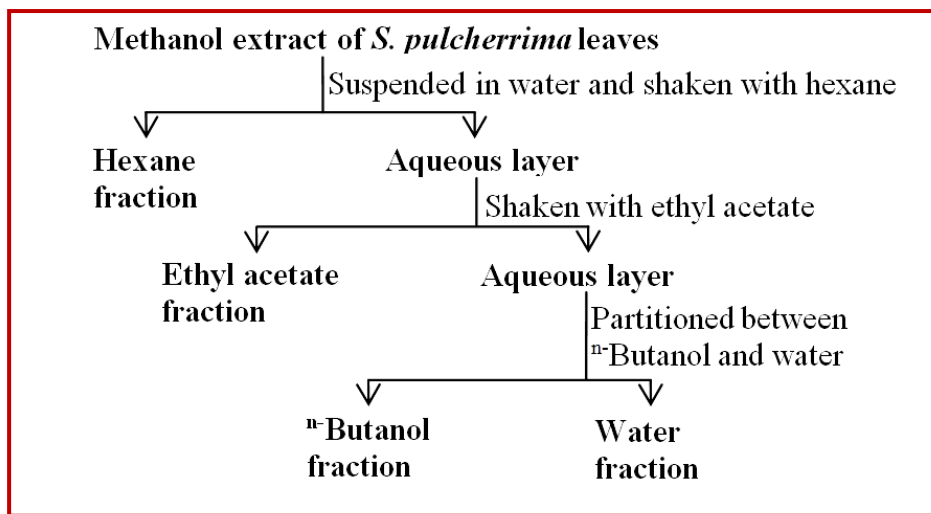 Methanol extract of S. pulcherrima leaves
Suspended in water and shaken with hexane
Hexane
fraction
Aqueous layer
Shaken with ethyl acetate
Ethyl acetate
fraction
Aqueous layer
Partitioned between
n-Butanol and water
n-Butanol
fraction
Water
fraction